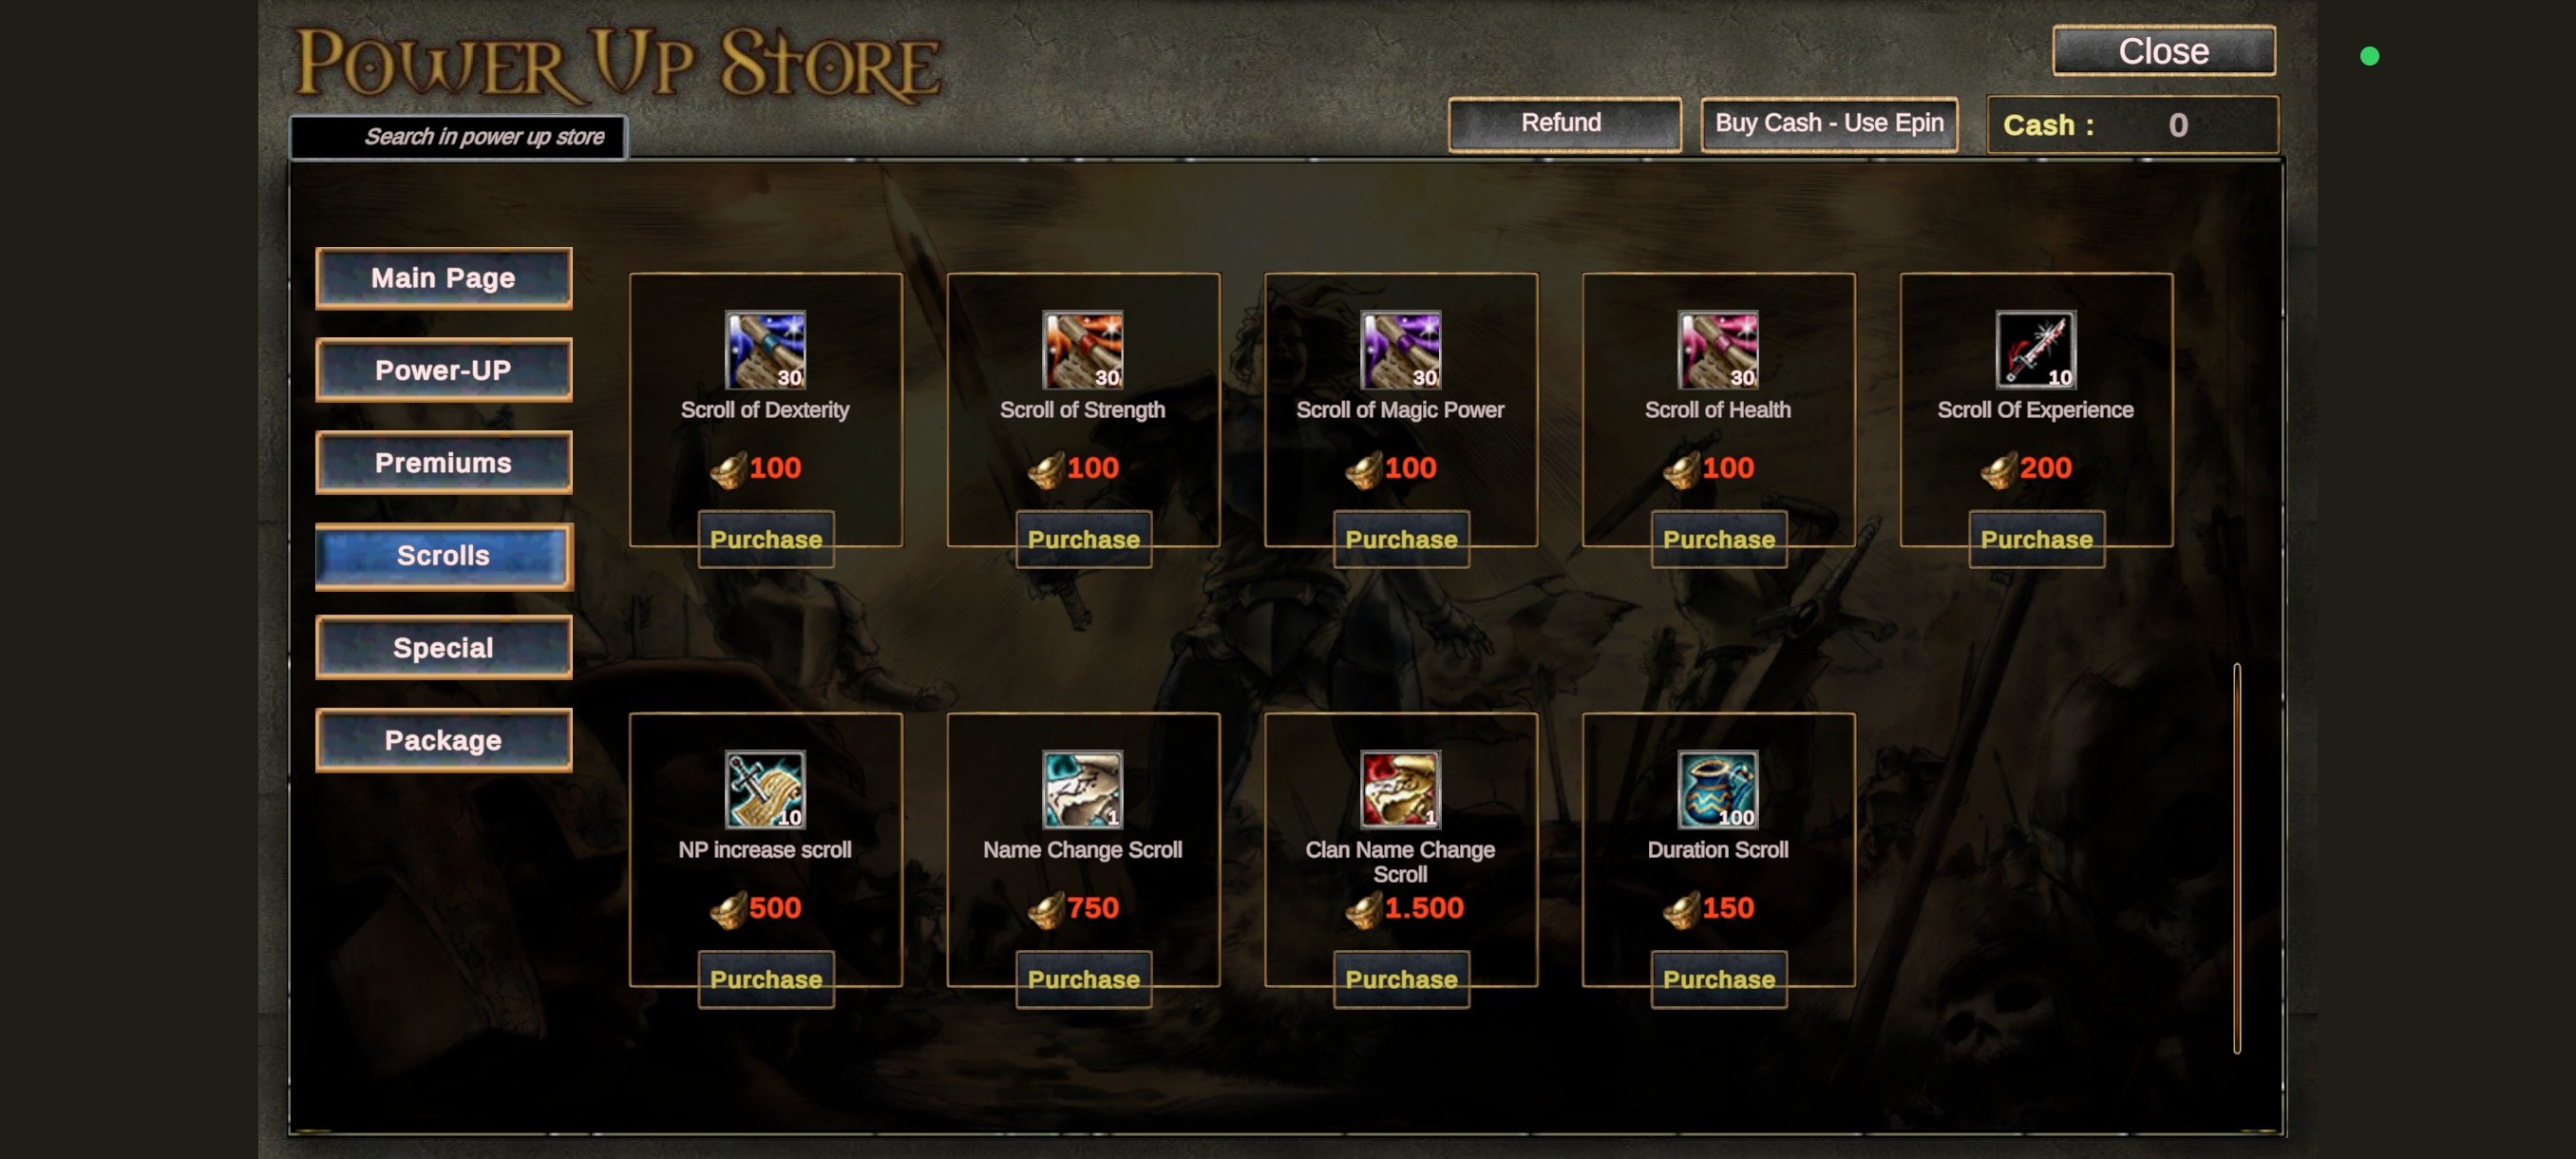 POWER UP STORE
Close
Search in power up store
Refund
Buy Cash - Use Epin
Cash :
0
Main Page
Power-UP
Premiums
Scrolls
Special
Package
30
30
30
30
10
Scroll of Dexterity
Scroll of Strength
Scroll of Magic Power
Scroll of Health
Scroll Of Experience
100
100
100
100
200
Purchase
Purchase
Purchase
Purchase
Purchase
10
1
1
100
NP increase scroll
Name Change Scroll
Clan Name Change
Scroll
Duration Scroll
500
750
1.500
150
Purchase
Purchase
Purchase
Purchase